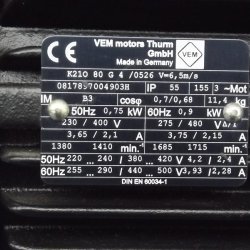 CE VEM motors Thurm
GmbH
VEM
Made in Germany
K21O 80 G 4 /0526 V=6,5m/s
IP 55 155 3~Mot
IM B3 cosφ 0,7/0,68 11,4 kg
50Hz 0,75 kW 60Hz 0,9 kW
230 / 400 V 275 / 480 V
3,65 / 2,1 A 3,75 / 2,15
1380 1410 min.-1 1685 1715 min.-1
50Hz 220 ..240 / 380 ..420 V 4,2 / 2,4 A
60Hz 255 ..290 / 440 ..500 V 3,93 / 2,28 A
DIN EN 60034-1